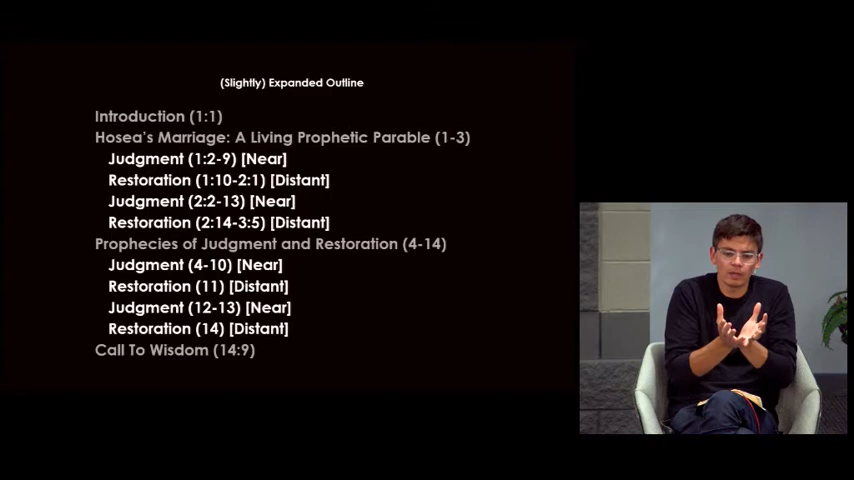 (Slightly) Expanded Outline
Introduction (1:1)
Hosea's Marriage: A Living Prophetic Parable (1-3)
Judgment (1:2-9) [Near]
Restoration (1:10-2:1) [Distant]
Judgment (2:2-13) [Near]
Restoration (2:14-3:5) [Distant]
Prophecies of Judgment and Restoration (4-14)
Judgment (4-10) [Near]
Restoration (11) [Distant]
Judgment (12-13) [Near]
Restoration (14) [Distant]
Call To Wisdom (14:9)